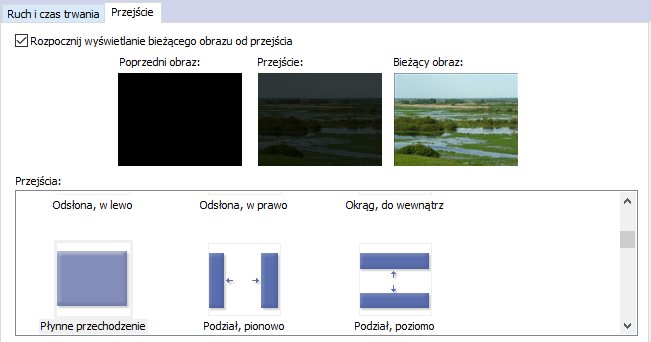 Ruch i czas trwania Przejście
Rozpocznij wyświetlanie bieżącego obrazu od przejścia
Poprzedni obraz: Przejście: Bieżący obraz:
Przejścia:
Odsłona, w lewo Odsłona, w prawo Okrąg, do wewnątrz
Płynne przechodzenie Podział, pionowo Podział, poziomo